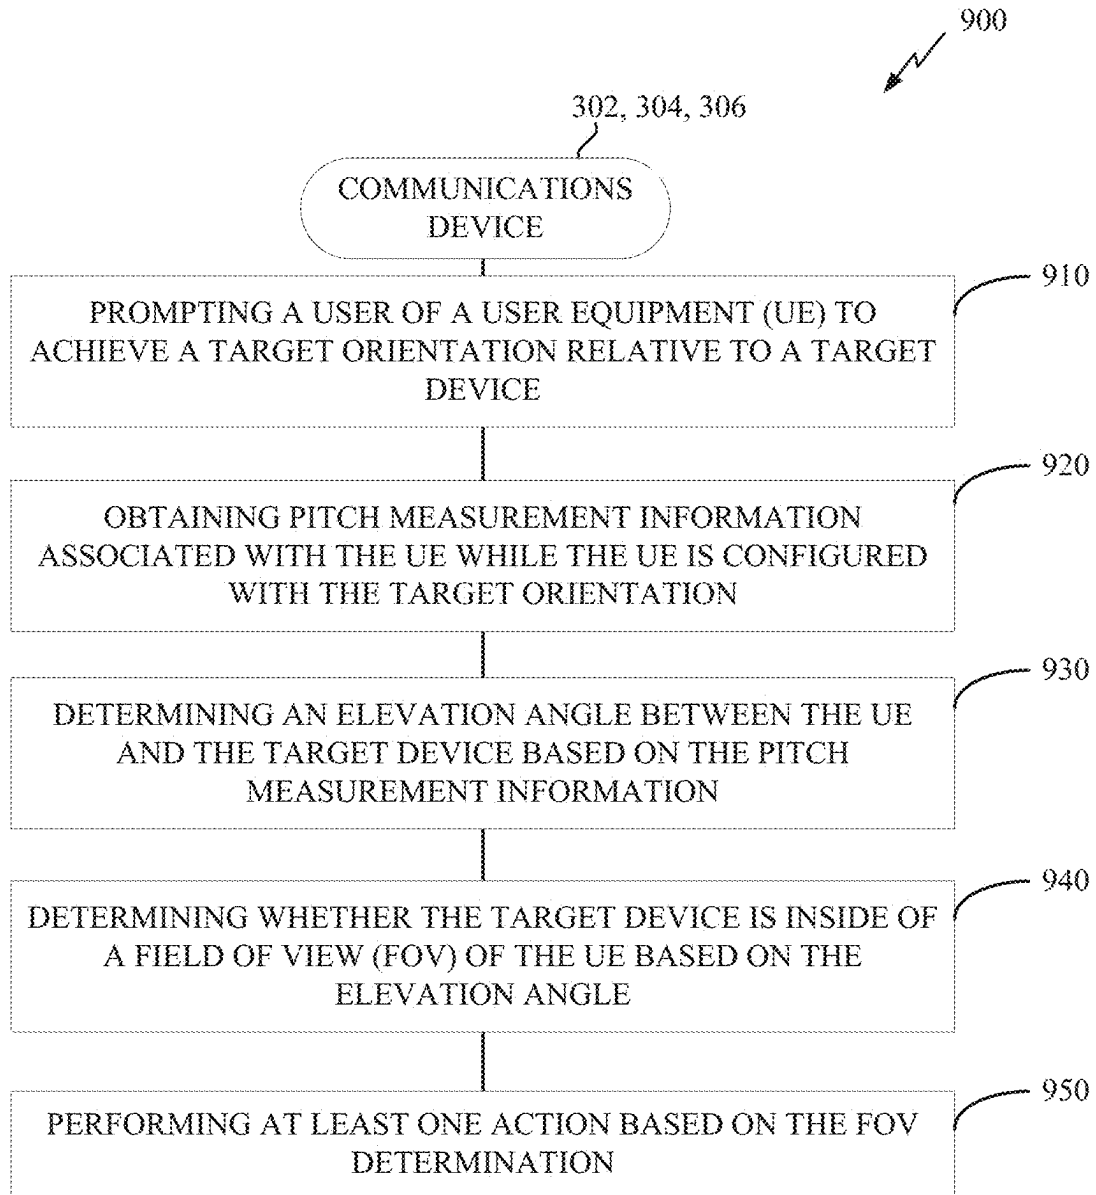 900
302, 304, 306
COMMUNICATIONS
DEVICE
910
PROMPTING A USER OF A USER EQUIPMENT (UE) TO
ACHIEVE A TARGET ORIENTATION RELATIVE TO A TARGET
DEVICE
920
OBTAINING PITCH MEASUREMENT INFORMATION
ASSOCIATED WITH THE UE WHILE THE UE IS CONFIGURED
WITH THE TARGET ORIENTATION
930
DETERMINING AN ELEVATION ANGLE BETWEEN THE UE
AND THE TARGET DEVICE BASED ON THE PITCH
MEASUREMENT INFORMATION
940
DETERMINING WHETHER THE TARGET DEVICE IS INSIDE OF
A FIELD OF VIEW (FOV) OF THE UE BASED ON THE
ELEVATION ANGLE
950
PERFORMING AT LEAST ONE ACTION BASED ON THE FOV
DETERMINATION